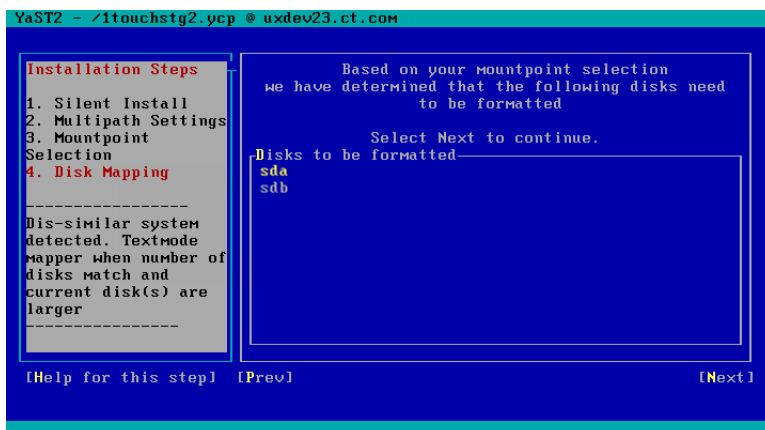 YaST2 - /1touchstg2.ycp @ uxdev23.ct.com
Installation Steps
1. Silent Install
2. Multipath Settings
3. Mountpoint
Selection
4. Disk Mapping
-----------------
Dis-similar system
detected. Textmode
mapper when number of
disks match and
current disk(s) are
larger
----------------
Based on your mountpoint selection
we have determined that the following disks need
to be formatted
Select Next to continue.
Disks to be formatted
sda
sdb
[Help for this step] [Prev] [Next]